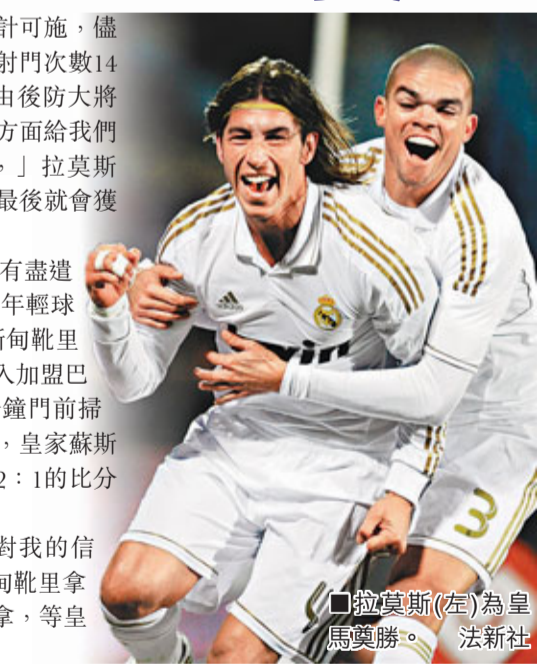 計可施，儘
射門次數14
由後防大將
方面給我們
，」拉莫斯
最後就會獲
有盡遣
年輕球
斯甸靴里
入加盟巴
鐘門前掃
，皇家蘇斯
2：1的比分
對我的信
甸靴里拿
拿，等皇
adidas
bwin
3
4
■拉莫斯(左)為皇
馬奠勝。 法新社